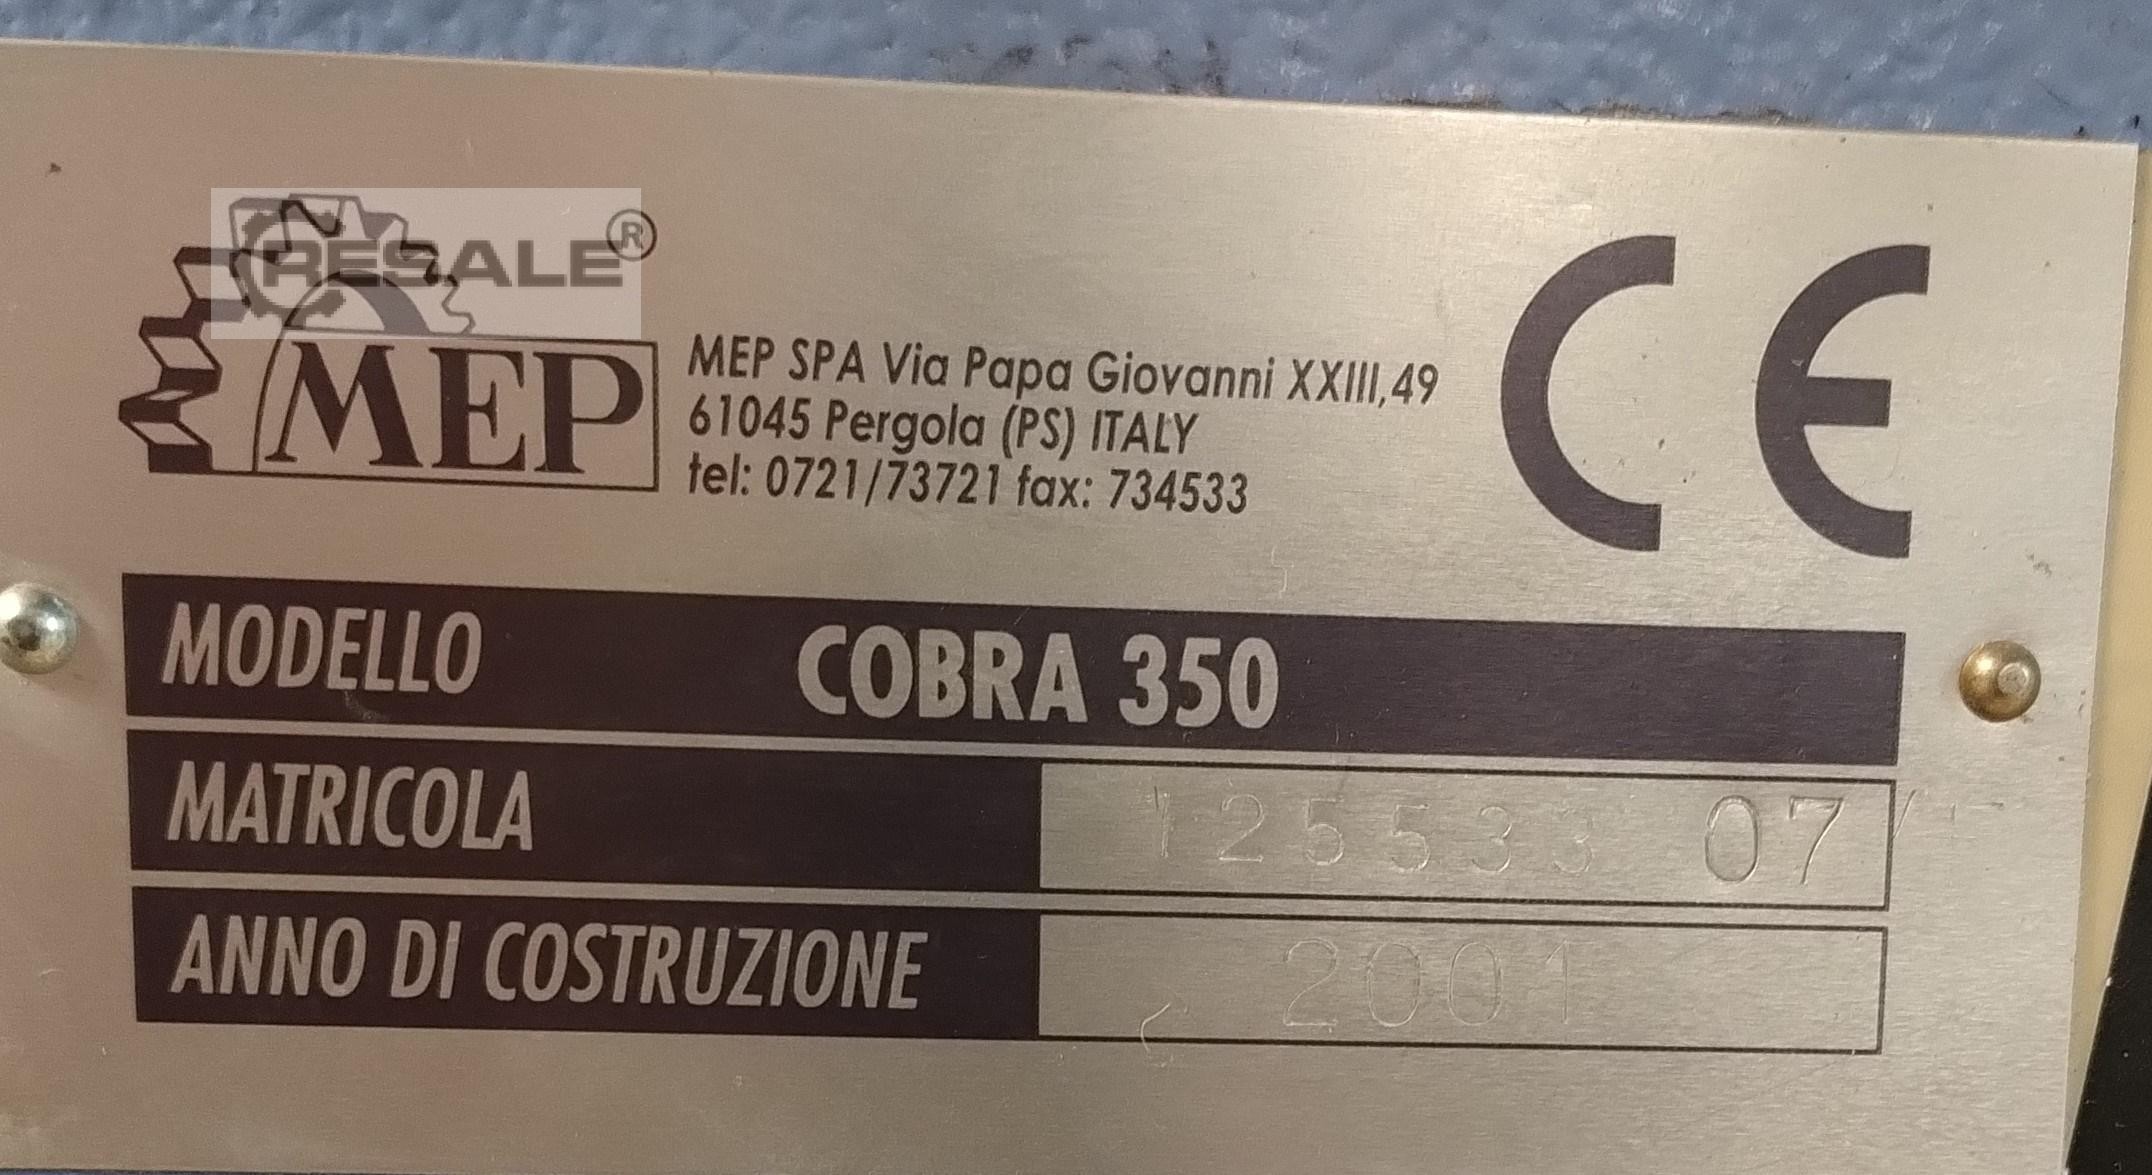 RESALE®
MEP
MEP SPA Via Papa Giovanni XXIII,49
61045 Pergola (PS) ITALY
tel: 0721/73721 fax: 734533
CE
MODELLO COBRA 350
MATRICOLA 125533 07
ANNO DI COSTRUZIONE 2001